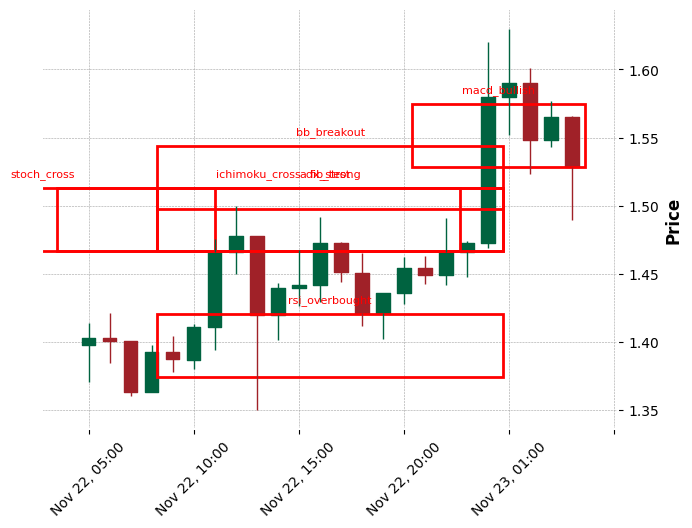 macd_bullish
bb_breakout
stoch_cross
ichimoku_cross
rsi_overbought
1.60
1.55
1.50
1.45
1.40
1.35
Price
Nov 22, 05:00
Nov 22, 10:00
Nov 22, 15:00
Nov 22, 20:00
Nov 23, 01:00